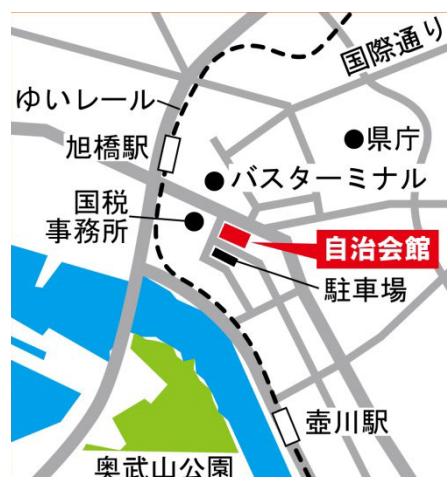 国際通り
ゆいレール
県庁
旭橋駅
バスターミナル
国税
事務所
自治会館
駐車場
壺川駅
奥武山公園